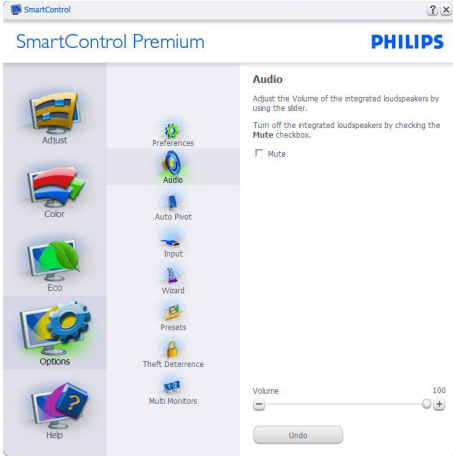 SmartControl
SmartControl Premium
PHILIPS
Adjust
Color
Eco
Options
Help
Preferences
Audio
Auto Pivot
Input
Wizard
Presets
Theft Deterrence
Multi Monitors
Audio
Adjust the Volume of the integrated loudspeakers by
using the slider.
Turn off the integrated loudspeakers by checking the
Mute checkbox.
Mute
Volume 100
Undo